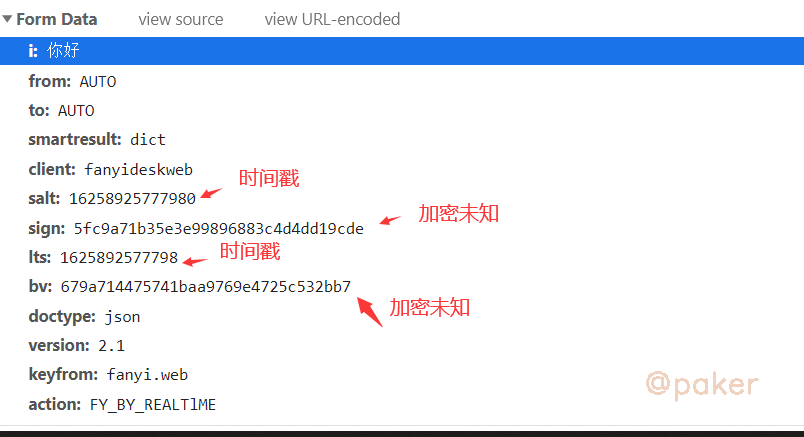 Form Data view source view URL-encoded
i: 你好
from: AUTO
to: AUTO
smartresult: dict
client: fanyideskweb
salt: 16258925777980 时间戳
sign: 5fc9a71b35e3e99896883c4d4dd19cde 加密未知
lts: 1625892577798 时间戳
bv: 679a714475741baa9769e4725c532bb7 加密未知
doctype: json
version: 2.1
keyfrom: fanyi.web
action: FY_BY_REALTlME
@paker